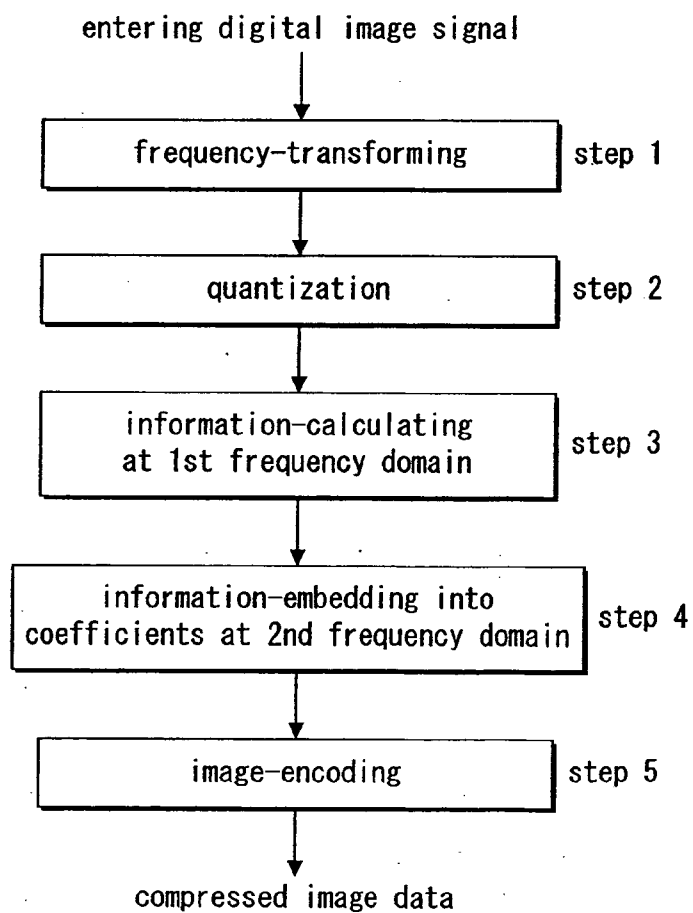 entering digital image signal
frequency-transforming
step 1
quantization
step 2
information-calculating
at 1st frequency domain
step 3
information-embedding into
coefficients at 2nd frequency domain
step 4
image-encoding
step 5
compressed image data